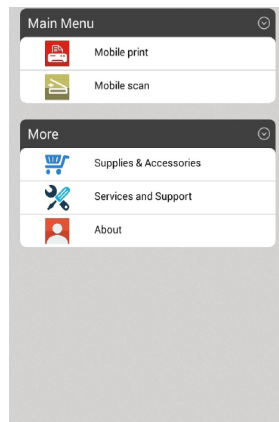 Main Menu
Mobile print
Mobile scan
More
Supplies & Accessories
Services and Support
About